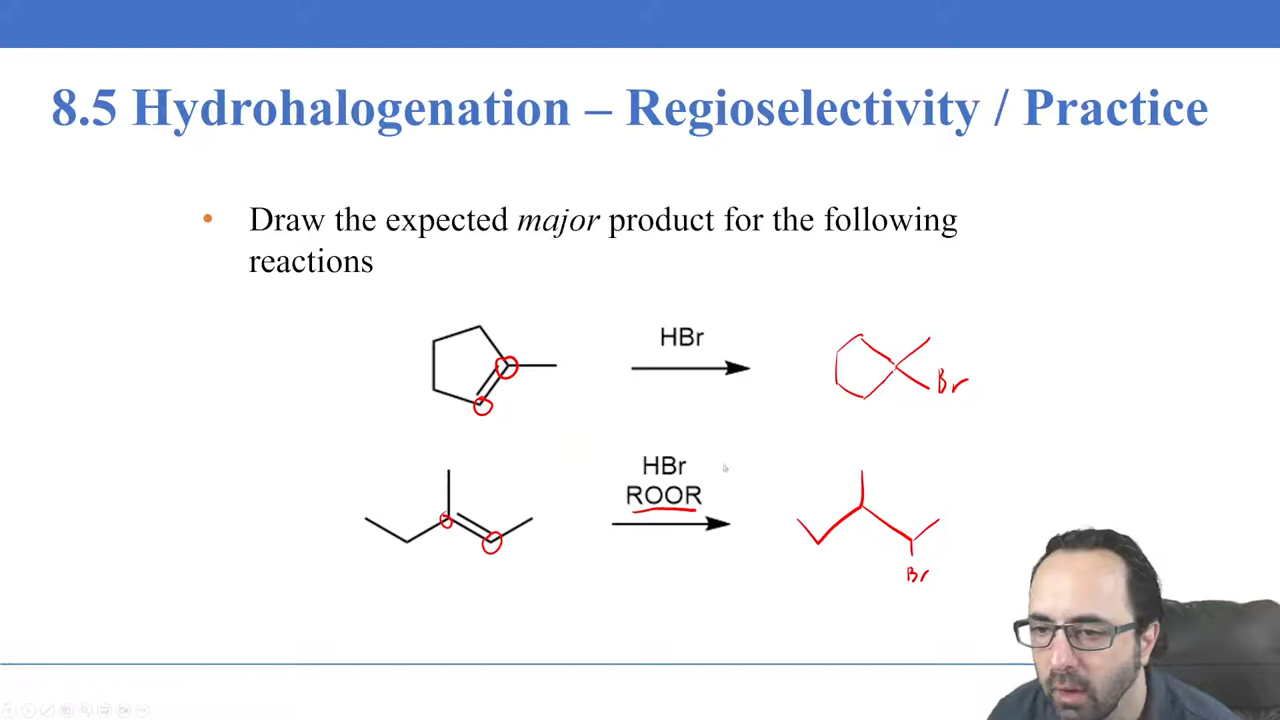 8.5 Hydrohalogenation – Regioselectivity / Practice
• Draw the expected major product for the following
reactions
HBr
Br
HBr
ROOR
Br